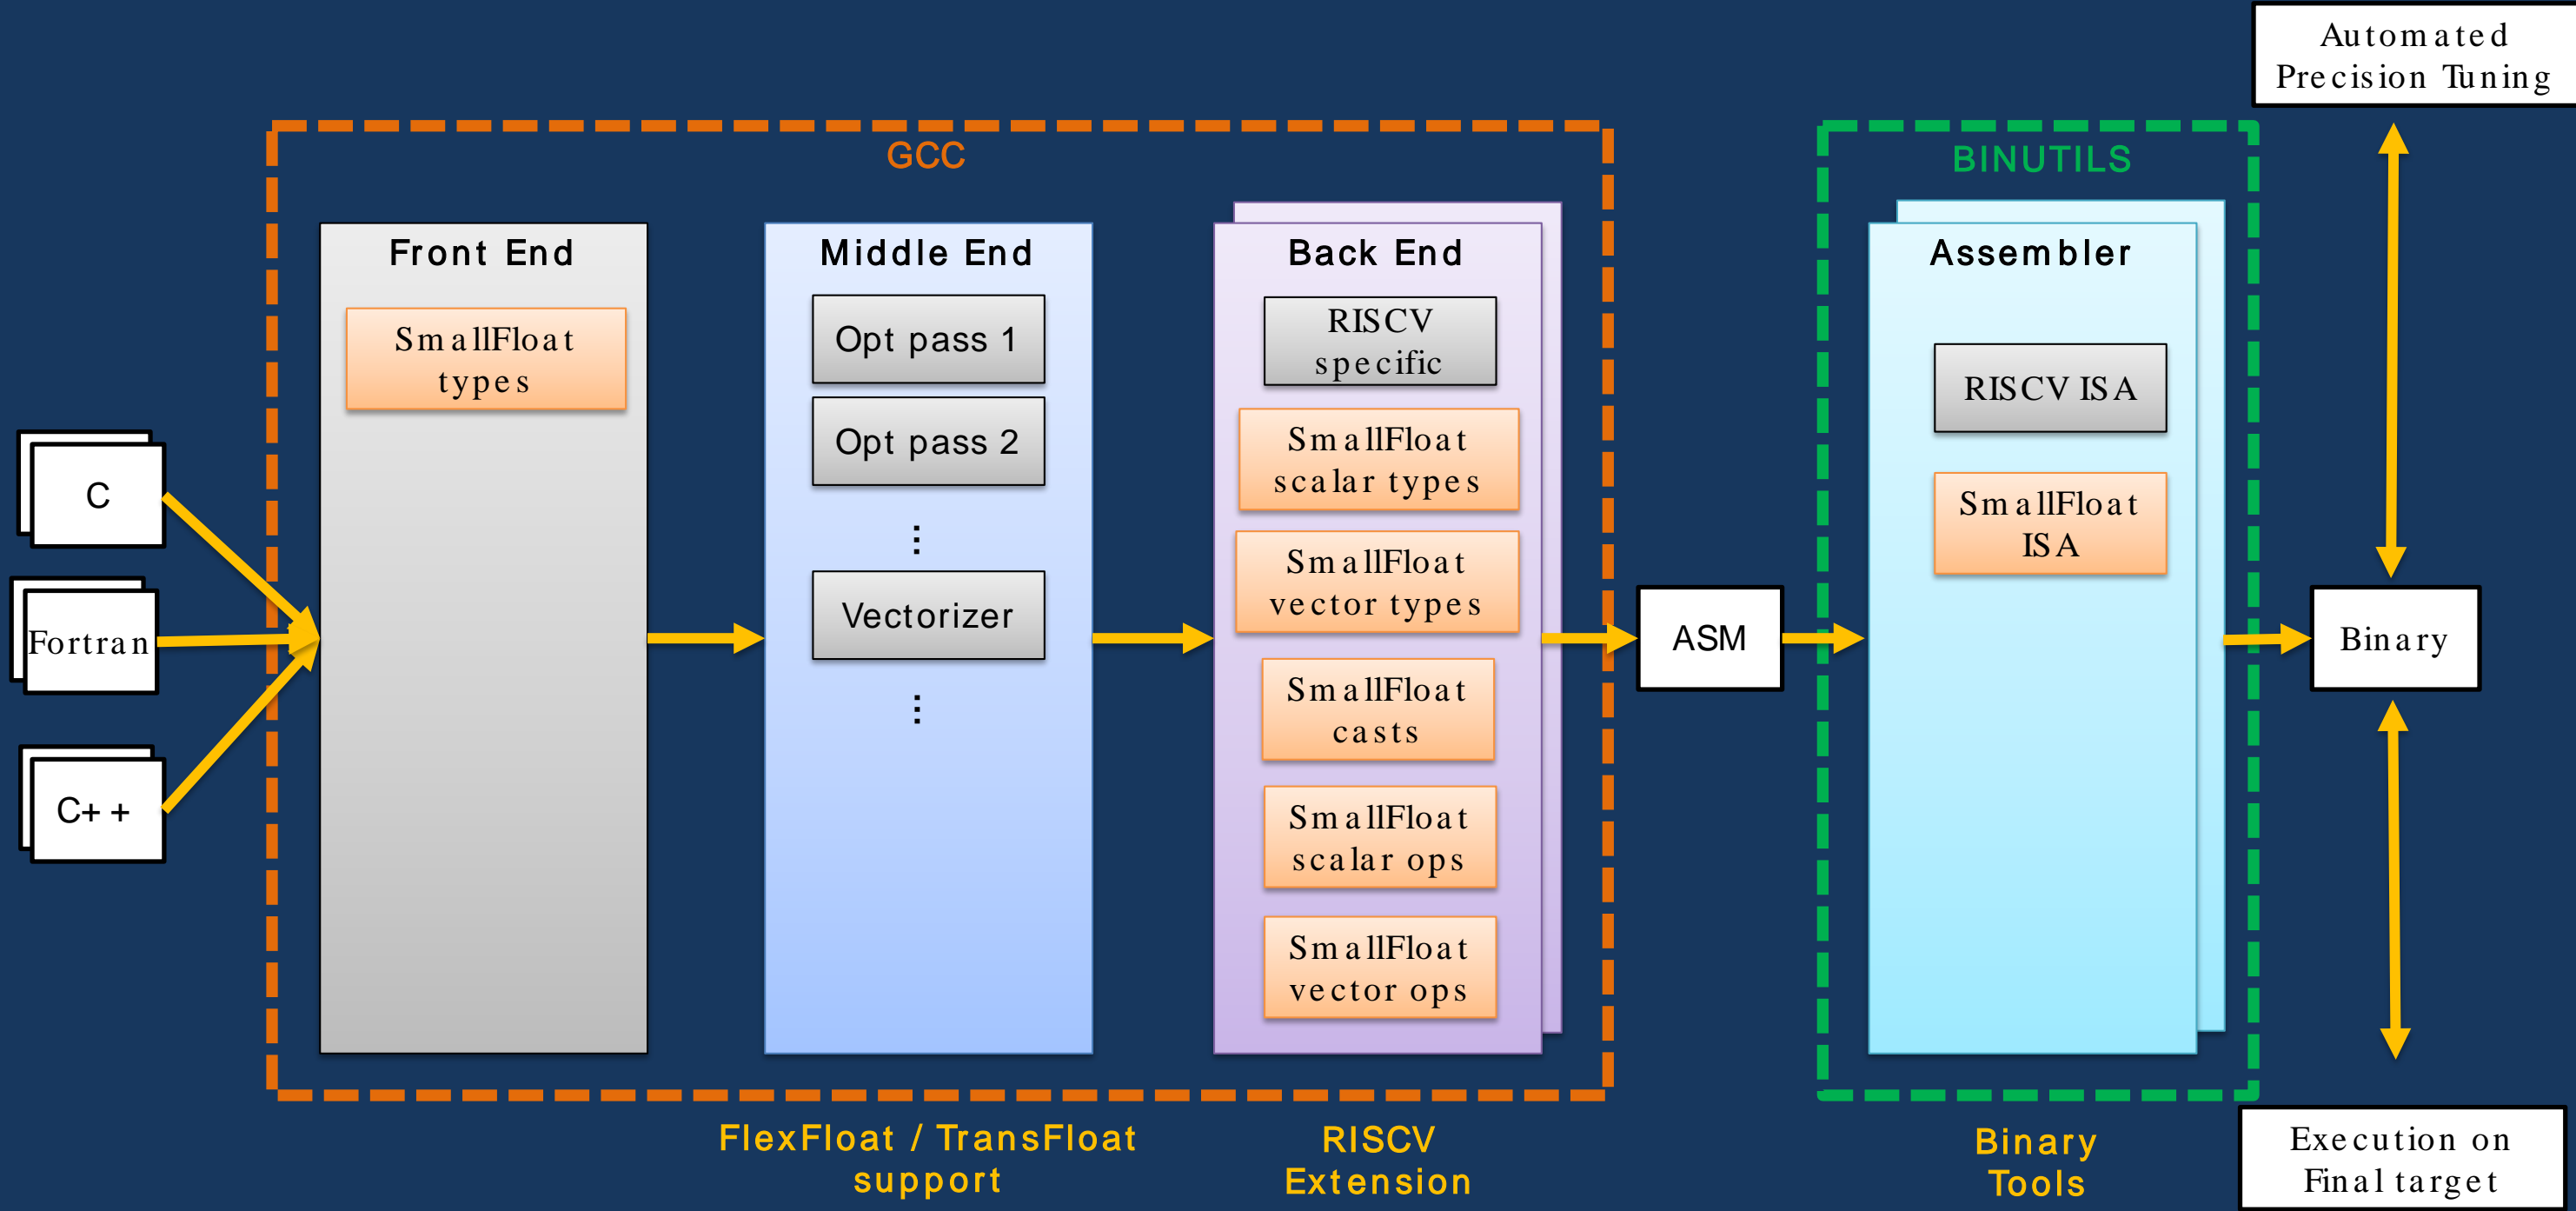 Automated
Precision Tuning
GCC
BINUTILS
Front End
SmallFloat
types
Middle End
Opt pass 1
Opt pass 2
⋮
Vectorizer
⋮
Back End
RISCV
specific
SmallFloat
scalar types
SmallFloat
vector types
SmallFloat
casts
SmallFloat
scalar ops
SmallFloat
vector ops
Assembler
RISCV ISA
SmallFloat
ISA
C
Fortran
C++
ASM
Binary
FlexFloat / TransFloat
support
RISCV
Extension
Binary
Tools
Execution on
Final target